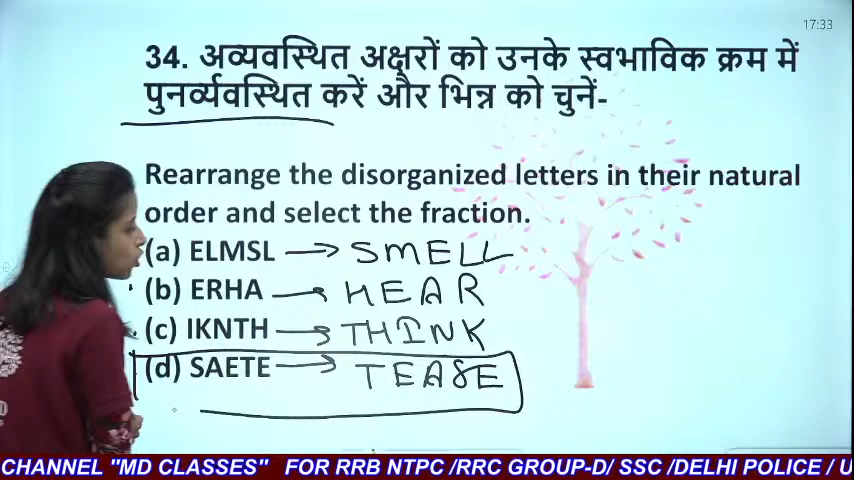 17:33
34. अव्यवस्थित अक्षरों को उनके स्वभाविक क्रम में
पुनर्व्यवस्थित करें और भिन्न को चुनें-
Rearrange the disorganized letters in their natural
order and select the fraction.
(a) ELMSL → SMELL
(b) ERHA → HEAR
(c) IKNTH → THINK
(d) SAETE → TEASE
CHANNEL "MD CLASSES" FOR RRB NTPC /RRC GROUP-D/ SSC /DELHI POLICE / U